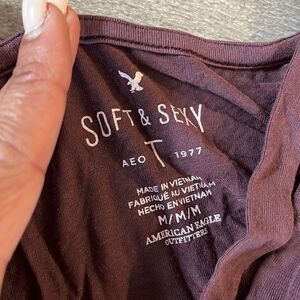 SOFT & SEXY
AEO T 1977
MADE IN VIETNAM
FABRIQUÉ AU VIETNAM
HECHO EN VIETNAM
M/M/M
AMERICAN EAGLE
OUTFITTERS